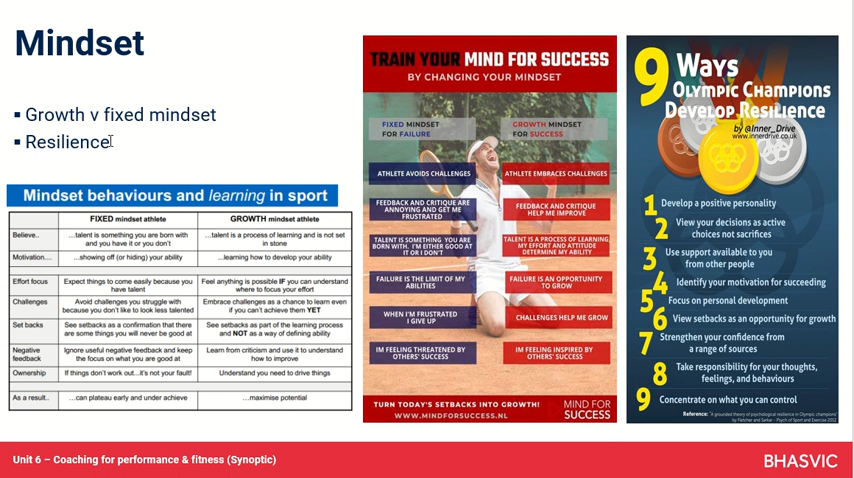 Mindset
▪ Growth v fixed mindset
▪ Resilience
Mindset behaviours and learning in sport
FIXED mindset athlete
GROWTH mindset athlete
Believe..
...talent is something you are born with
and you have it or you don't
...talent is a process of learning and is not set
in stone
Motivation....
...showing off (or hiding) your ability
...learning how to develop your ability
Effort focus
Expect things to come easily because you
have talent
Feel anything is possible IF you can understand
where to focus your effort
Challenges
Avoid challenges you struggle with
because you don't like to look less talented
Embrace challenges as a chance to learn even
if you can't achieve them YET
Set backs
See setbacks as a confirmation that there
are some things you will never be good at
See setbacks as part of the learning process
and NOT as a way of defining ability
Negative
feedback
Ignore useful negative feedback and keep
the focus on what you are good at
Learn from criticism and use it to understand
how to improve
Ownership
If things don't work out...it's not your fault!
Understand you need to drive things
As a result..
...can plateau early and under achieve
...maximise potential
TRAIN YOUR MIND FOR SUCCESS
BY CHANGING YOUR MINDSET
FIXED MINDSET
FOR FAILURE
GROWTH MINDSET
FOR SUCCESS
ATHLETE AVOIDS CHALLENGES
ATHLETE EMBRACES CHALLENGES
FEEDBACK AND CRITIQUE ARE
ANNOYING AND GET ME
FRUSTRATED
FEEDBACK AND CRITIQUE
HELP ME IMPROVE
TALENT IS SOMETHING YOU ARE
BORN WITH. I'M EITHER GOOD AT
IT OR I DON'T
TALENT IS A PROCESS OF LEARNING,
MY EFFORT AND ATTITUDE
DETERMINE MY ABILITY
FAILURE IS THE LIMIT OF MY
ABILITIES
FAILURE IS AN OPPORTUNITY
TO GROW
WHEN I'M FRUSTRATED
I GIVE UP
CHALLENGES HELP ME GROW
IM FEELING THREATENED BY
OTHERS' SUCCESS
IM FEELING INSPIRED BY
OTHERS' SUCCESS
TURN TODAY'S SETBACKS INTO GROWTH!
WWW.MINDFORSUCCESS.NL
MIND FOR
SUCCESS
9 Ways
Olympic Champions
Develop Resilience
by @Inner_Drive
www.innerdrive.co.uk
1 Develop a positive personality
2 View your decisions as active
choices not sacrifices
3 Use support available to you
from other people
4 Identify your motivation for succeeding
5 Focus on personal development
6 View setbacks as an opportunity for growth
7 Strengthen your confidence from
a range of sources
8 Take responsibility for your thoughts,
feelings, and behaviours
9 Concentrate on what you can control
Reference: "A grounded theory of psychological resilience in Olympic champions"
by Fletcher and Sarkar - Psych of Sport and Exercise 2012
Unit 6 – Coaching for performance & fitness (Synoptic)
BHASVIC